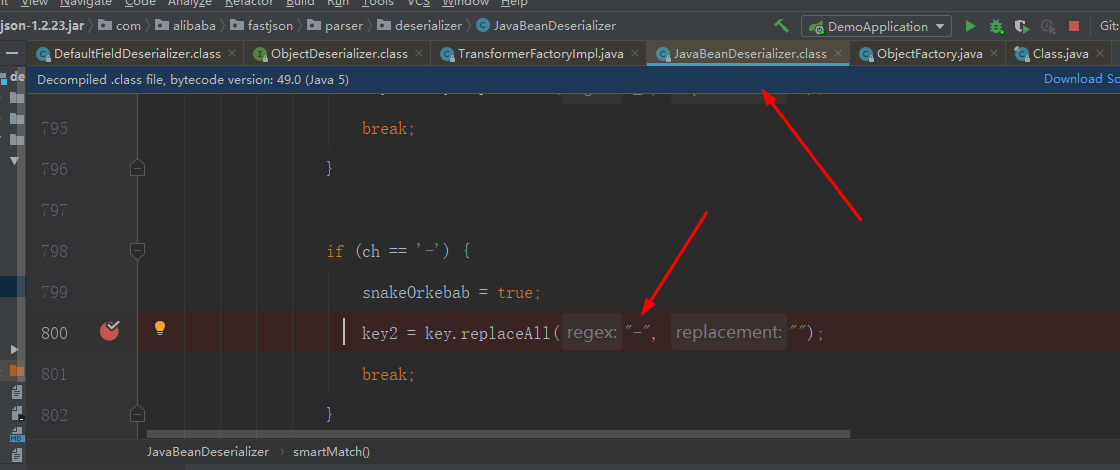 it Navigate Code Analyze Refactor Build Run Tools VCS Window Help
json-1.2.23.jar com alibaba fastjson parser deserializer JavaBeanDeserializer DemoApplication Git:
DefaultFieldDeserializer.class ObjectDeserializer.class TransformerFactoryImpl.java JavaBeanDeserializer.class ObjectFactory.java Class.java
de Decompiled .class file, bytecode version: 49.0 (Java 5) Download Sc
795 break;
796 }
797
798 if (ch == '-') {
799 snakeOrkebab = true;
800 key2 = key.replaceAll( regex: "-", replacement: "");
801 break;
802 }
MD
JavaBeanDeserializer smartMatch()